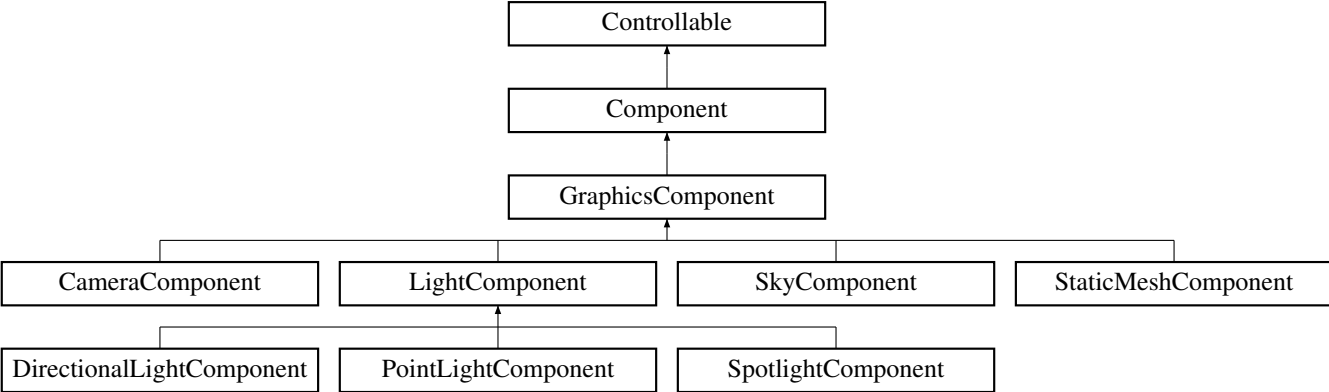 Controllable
Component
GraphicsComponent
CameraComponent LightComponent SkyComponent StaticMeshComponent
DirectionalLightComponent PointLightComponent SpotlightComponent